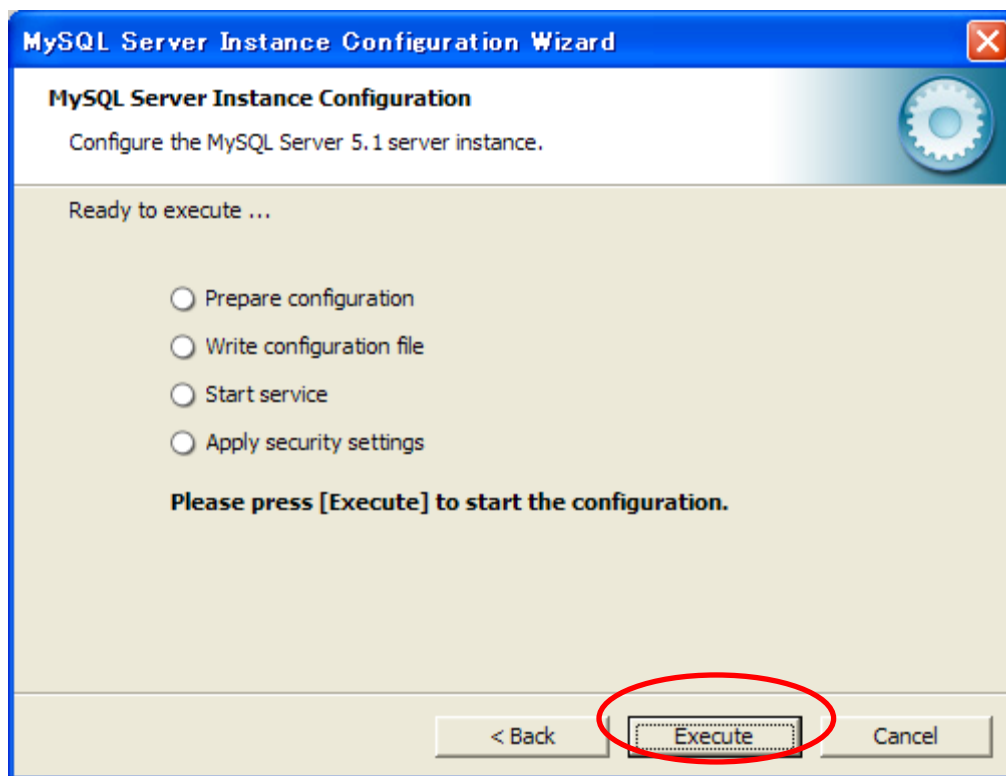 MySQL Server Instance Configuration Wizard
MySQL Server Instance Configuration
Configure the MySQL Server 5.1 server instance.
Ready to execute ...
Prepare configuration
Write configuration file
Start service
Apply security settings
Please press [Execute] to start the configuration.
< Back Execute Cancel